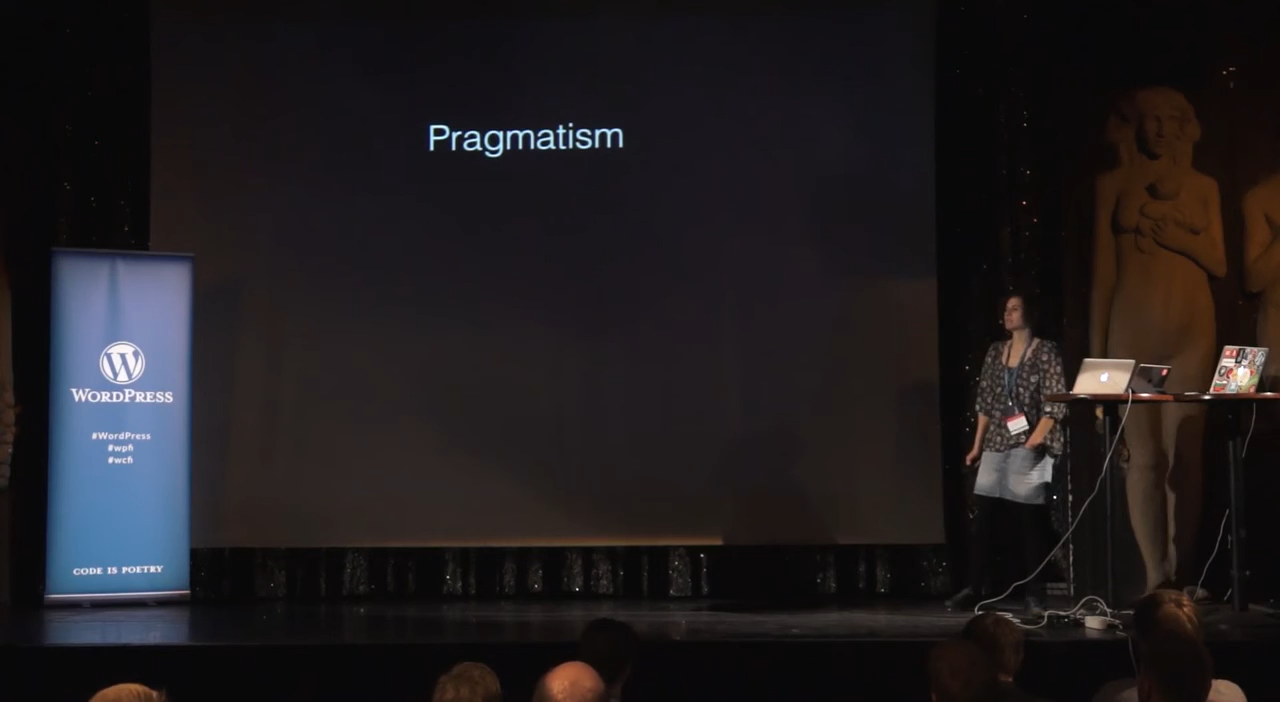 Pragmatism
WORDPRESS
#WordPress
#wpfi
#wcfi
CODE IS POETRY